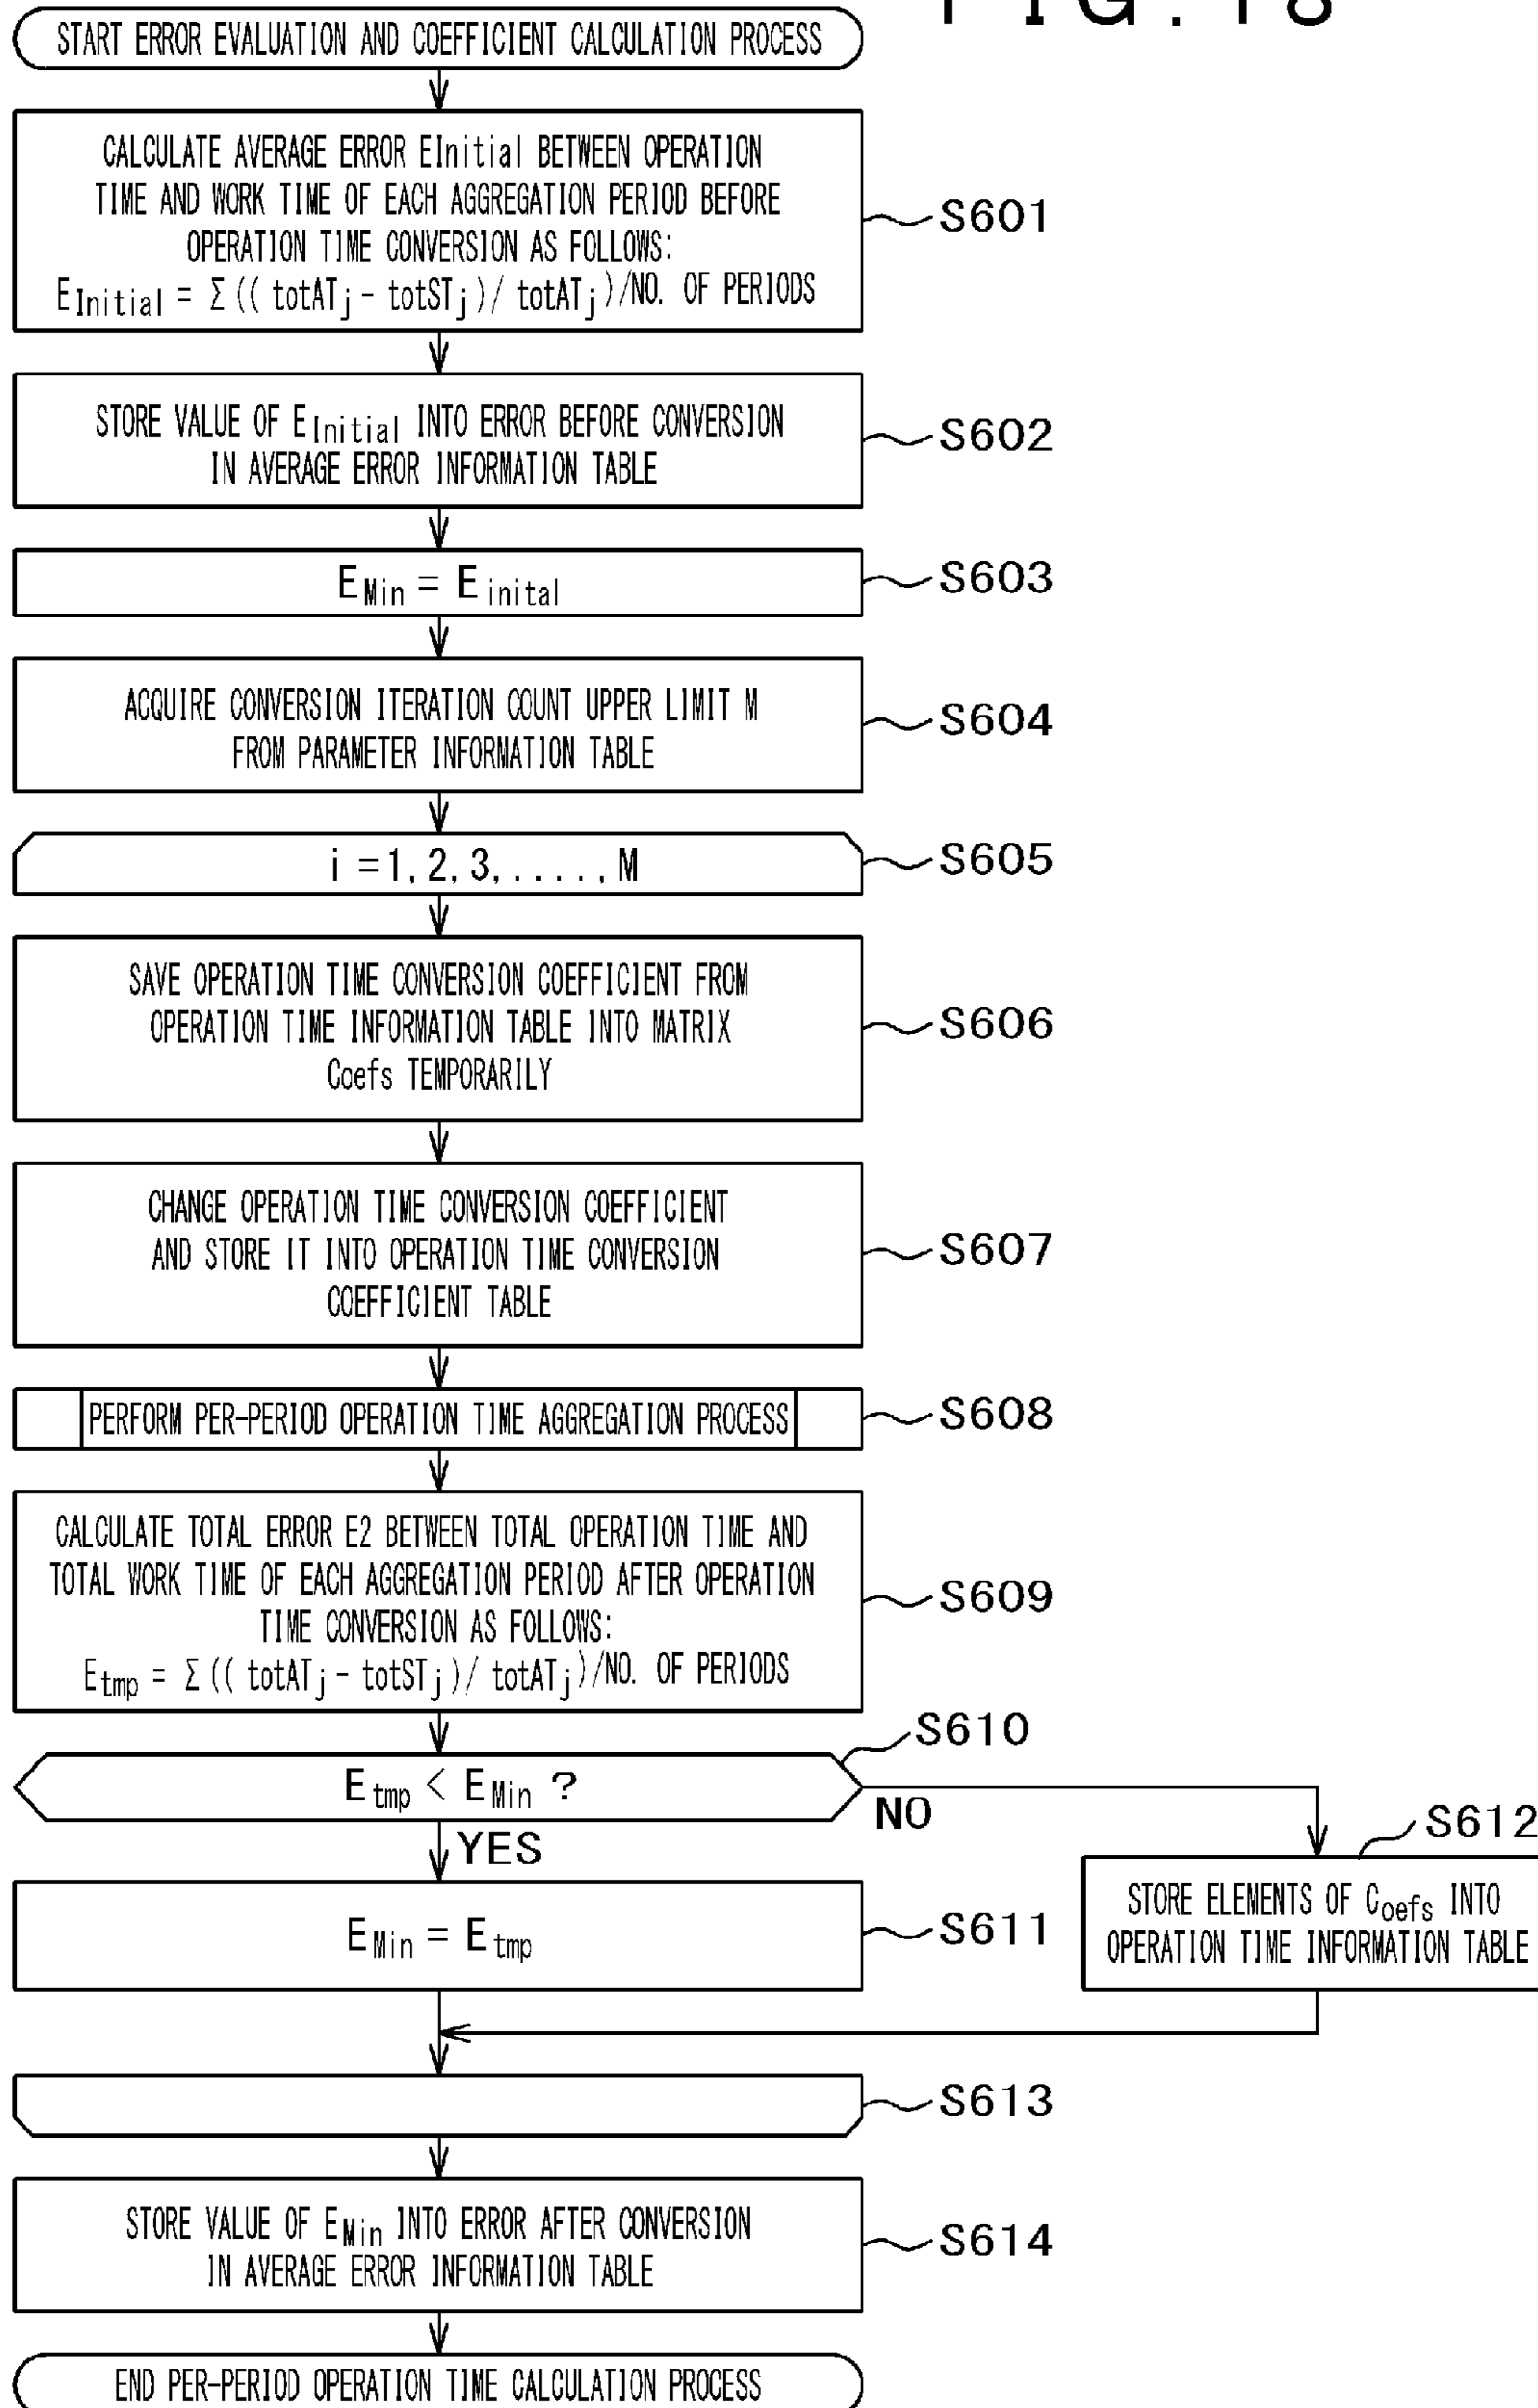 FIG. 18
START ERROR EVALUATION AND COEFFICIENT CALCULATION PROCESS
CALCULATE AVERAGE ERROR EInitial BETWEEN OPERATION
TIME AND WORK TIME OF EACH AGGREGATION PERIOD BEFORE
OPERATION TIME CONVERSION AS FOLLOWS:
EInitial = Σ (( totATj - totSTj )/ totATj )/NO. OF PERIODS
S601
STORE VALUE OF EInitial INTO ERROR BEFORE CONVERSION
IN AVERAGE ERROR INFORMATION TABLE
S602
EMin = Einital
S603
ACQUIRE CONVERSION ITERATION COUNT UPPER LIMIT M
FROM PARAMETER INFORMATION TABLE
S604
i =1, 2, 3, . . . . , M
S605
SAVE OPERATION TIME CONVERSION COEFFICIENT FROM
OPERATION TIME INFORMATION TABLE INTO MATRIX
Coefs TEMPORARILY
S606
CHANGE OPERATION TIME CONVERSION COEFFICIENT
AND STORE IT INTO OPERATION TIME CONVERSION
COEFFICIENT TABLE
S607
PERFORM PER-PERIOD OPERATION TIME AGGREGATION PROCESS
S608
CALCULATE TOTAL ERROR E2 BETWEEN TOTAL OPERATION TIME AND
TOTAL WORK TIME OF EACH AGGREGATION PERIOD AFTER OPERATION
TIME CONVERSION AS FOLLOWS:
Etmp = Σ (( totATj - totSTj )/ totATj )/NO. OF PERIODS
S609
S610
Etmp < EMin ?
NO
YES
S612
STORE ELEMENTS OF Coefs INTO
OPERATION TIME INFORMATION TABLE
EMin = Etmp
S611
S613
STORE VALUE OF EMin INTO ERROR AFTER CONVERSION
IN AVERAGE ERROR INFORMATION TABLE
S614
END PER-PERIOD OPERATION TIME CALCULATION PROCESS